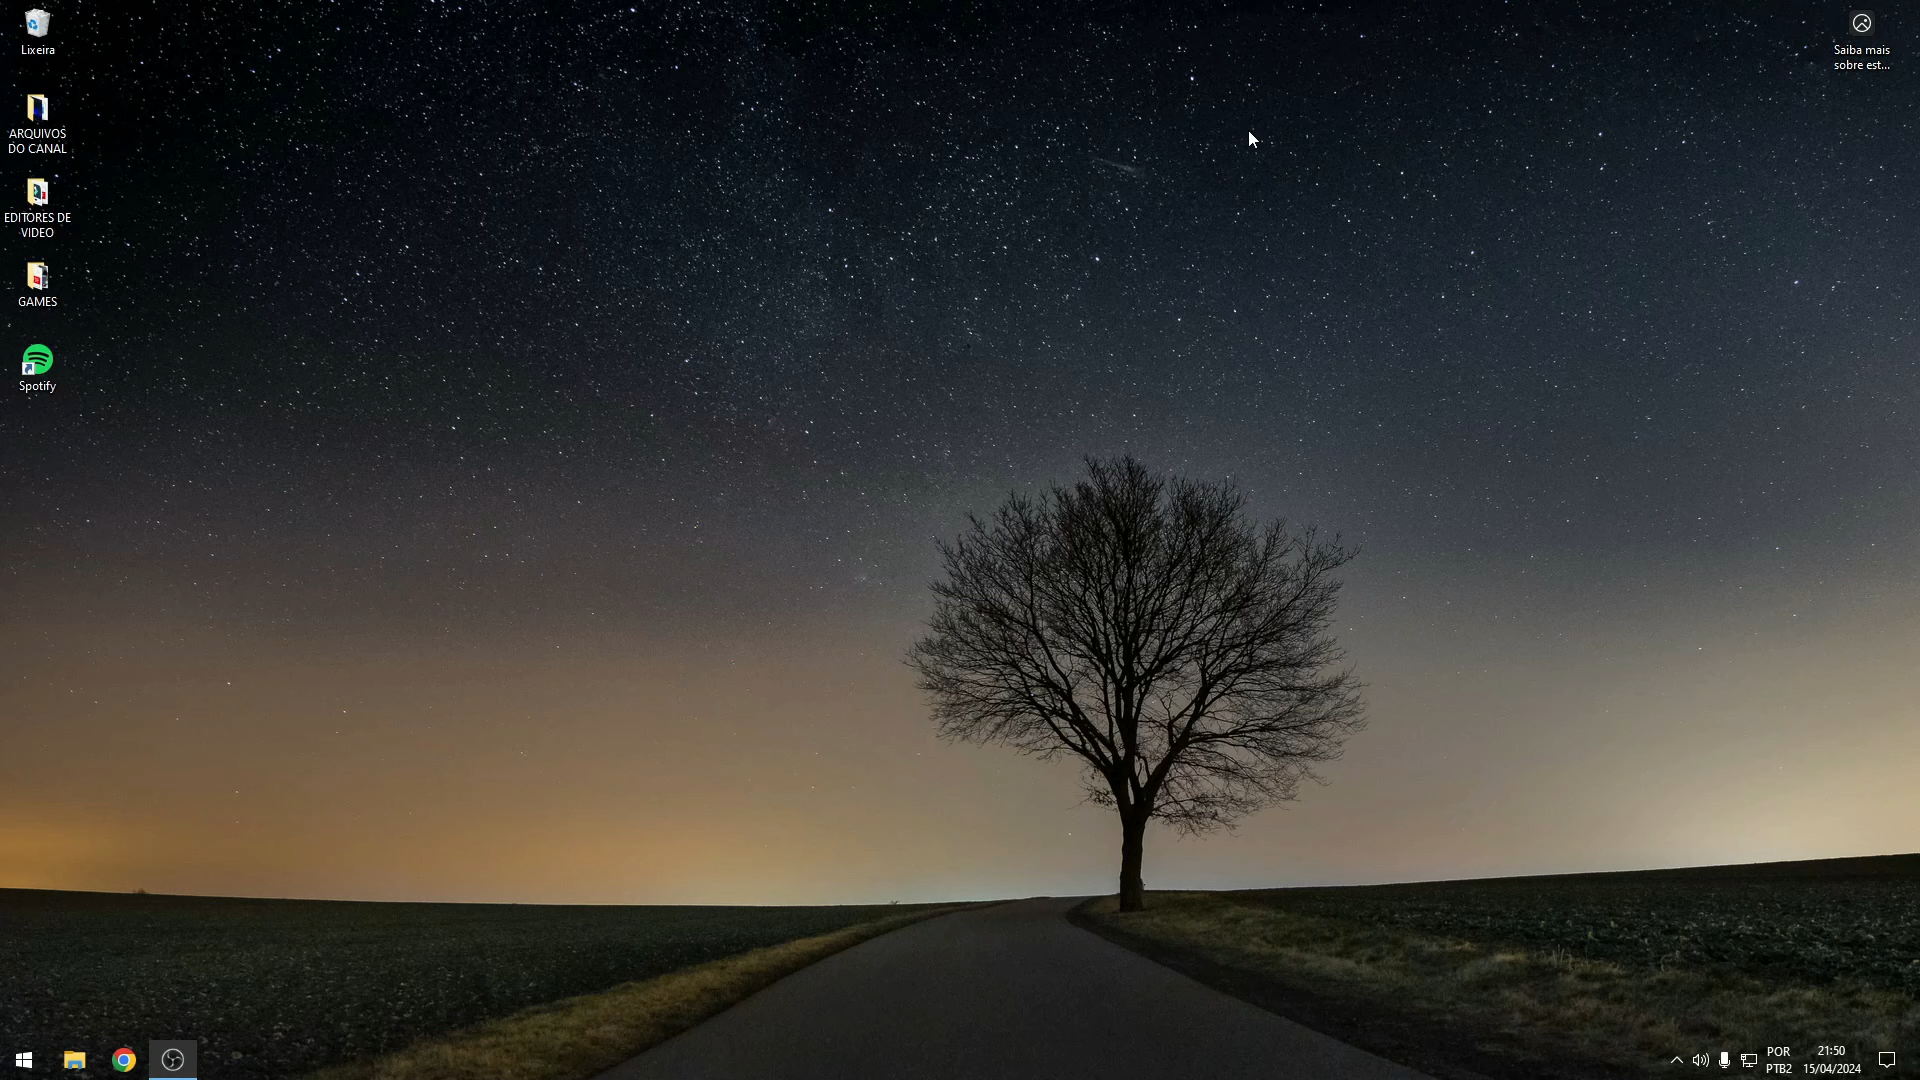 Lixeira
Saiba mais
sobre est...
ARQUIVOS
DO CANAL
EDITORES DE
VIDEO
GAMES
Spotify
POR
PTB2
21:50
15/04/2024